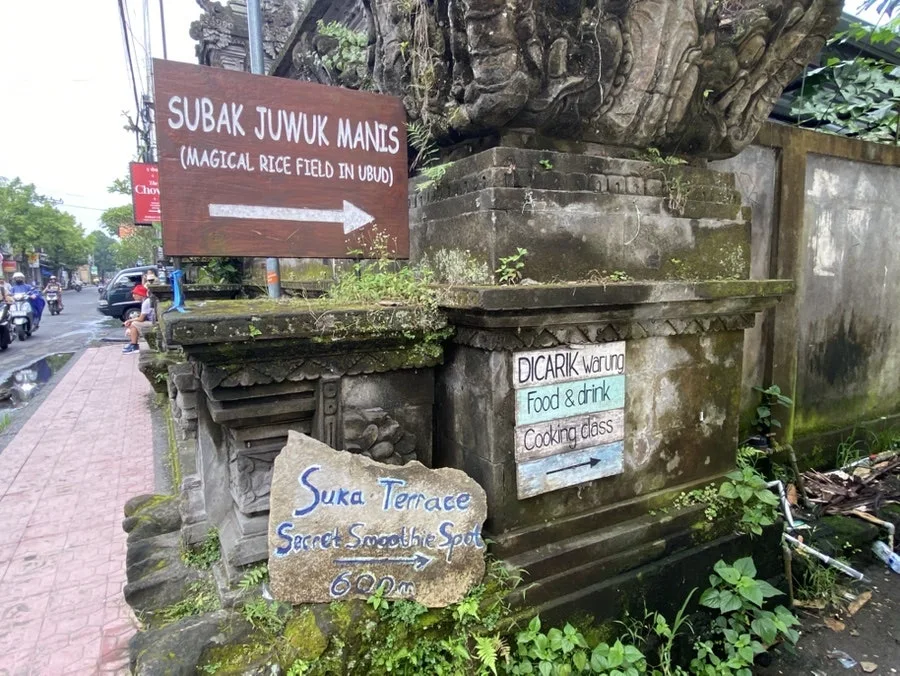 SUBAK JUWUK MANIS
(MAGICAL RICE FIELD IN UBUD)
DICARIK warung
Food & drink
Cooking class
Suka Terrace
Secret Smoothie Spot
600m